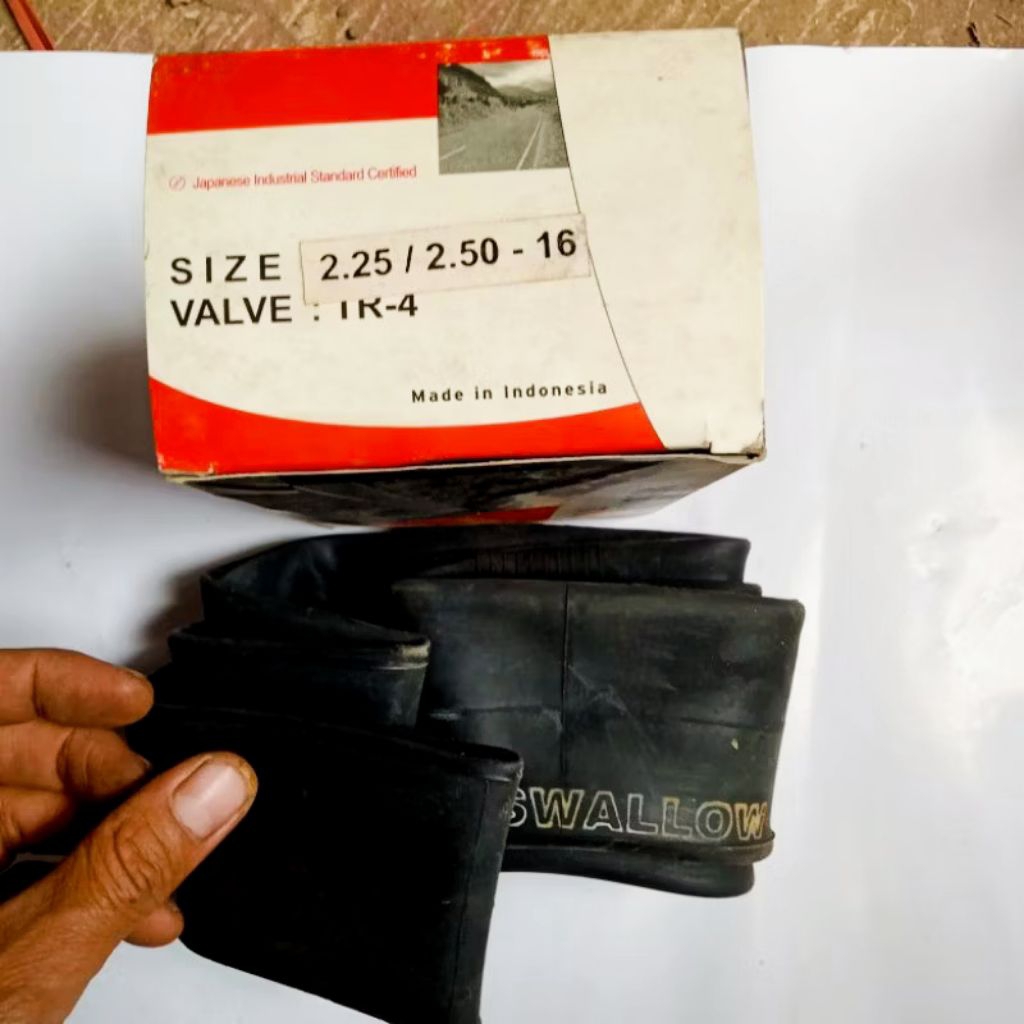 Japanese Industrial Standard Certified
SIZE 2.25 / 2.50 - 16
VALVE : TR-4
Made in Indonesia
SWALLOW